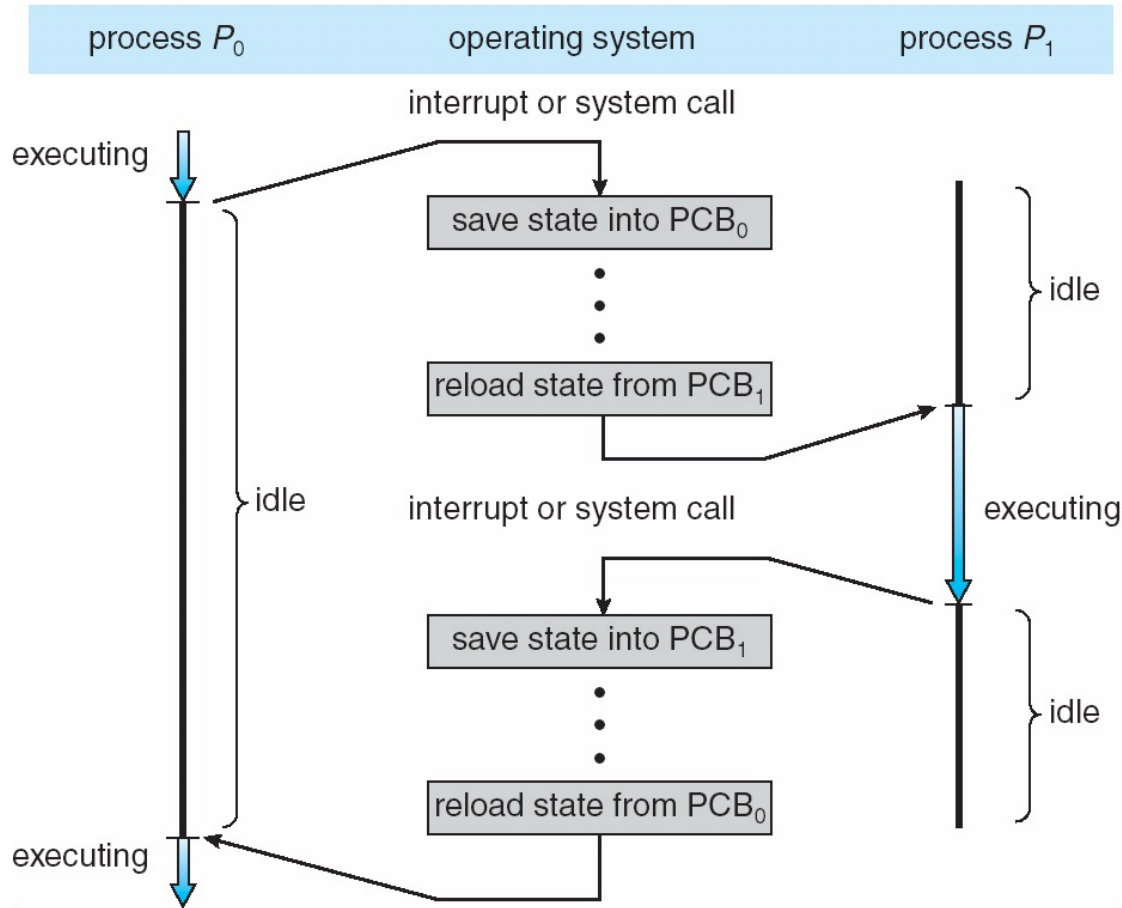 process P₀ operating system process P₁
interrupt or system call
executing
save state into PCB₀
idle
reload state from PCB₁
idle
interrupt or system call
executing
save state into PCB₁
idle
reload state from PCB₀
executing